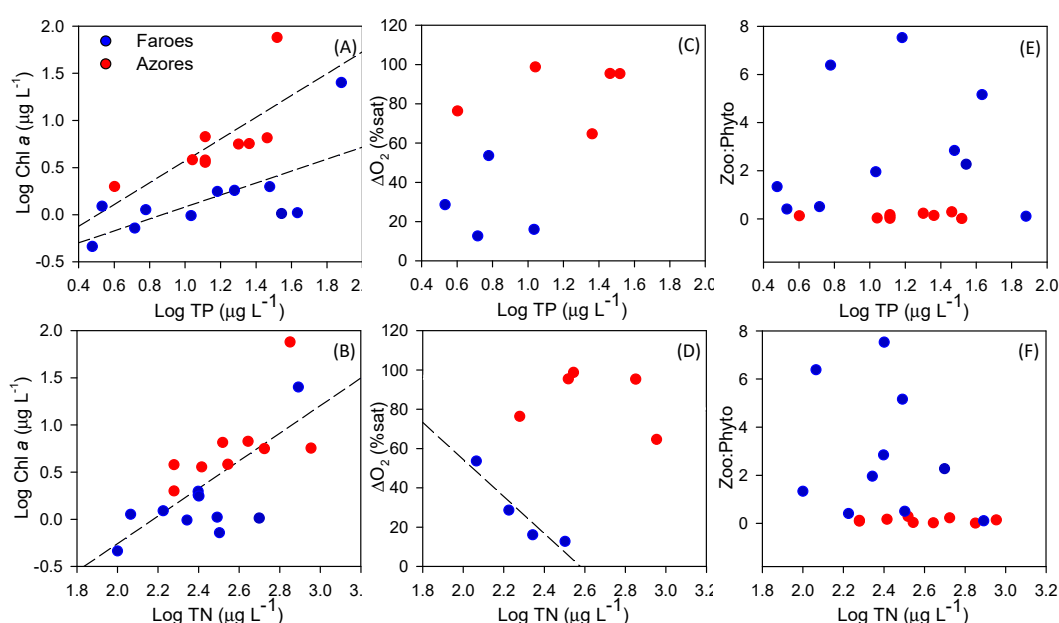 (A)
Faroes
Azores
Log Chl a (µg L⁻¹)
2.0
1.5
1.0
0.5
0.0
-0.5
0.4 0.6 0.8 1.0 1.2 1.4 1.6 1.8 2.0
Log TP (µg L⁻¹)
(C)
ΔO₂ (%sat)
120
100
80
60
40
20
0
0.4 0.6 0.8 1.0 1.2 1.4 1.6 1.8 2.0
Log TP (µg L⁻¹)
(E)
Zoo:Phyto
8
6
4
2
0
0.4 0.6 0.8 1.0 1.2 1.4 1.6 1.8 2.0
Log TP (µg L⁻¹)
(B)
Log Chl a (µg L⁻¹)
2.0
1.5
1.0
0.5
0.0
-0.5
1.8 2.0 2.2 2.4 2.6 2.8 3.0 3.2
Log TN (µg L⁻¹)
(D)
ΔO₂ (%sat)
120
100
80
60
40
20
0
1.8 2.0 2.2 2.4 2.6 2.8 3.0 3.2
Log TN (µg L⁻¹)
(F)
Zoo:Phyto
8
6
4
2
0
1.8 2.0 2.2 2.4 2.6 2.8 3.0 3.2
Log TN (µg L⁻¹)